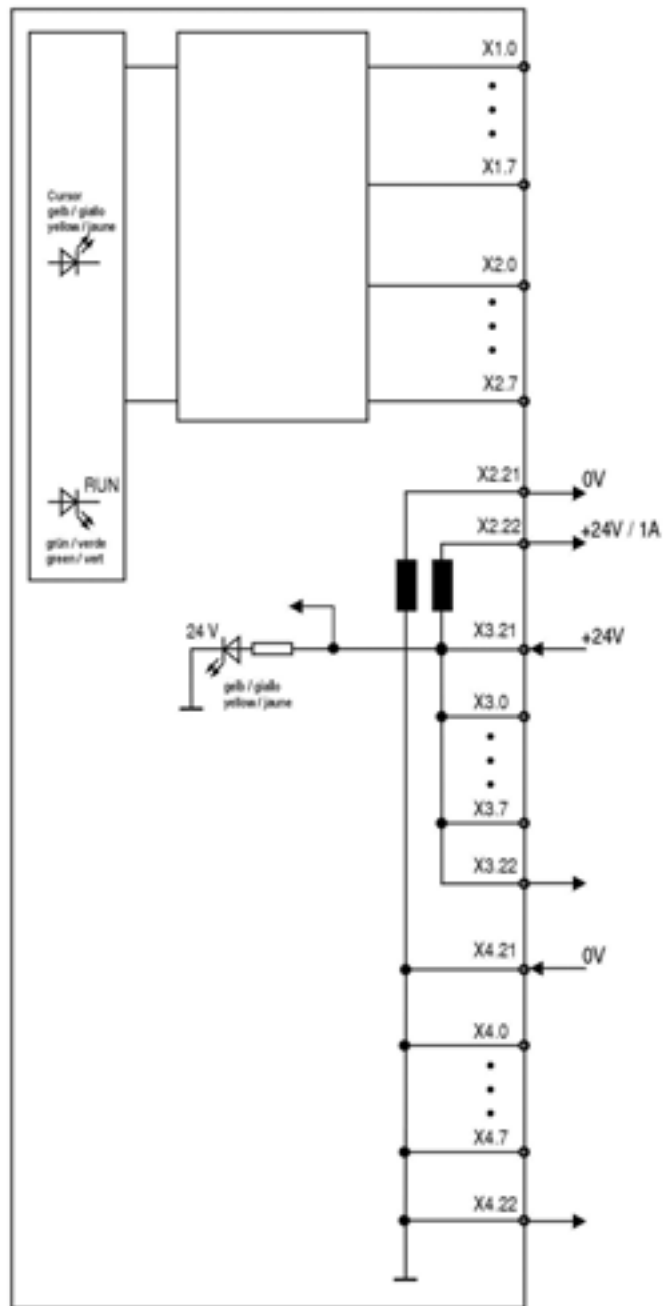 X1.0
X1.7
Cursor
gelb / giallo
yellow / jaune
X2.0
X2.7
X2.21
0V
RUN
X2.22
+24V / 1A
grün / verde
green / vert
24 V
X3.21
+24V
gelb / giallo
yellow / jaune
X3.0
X3.7
X3.22
X4.21
0V
X4.0
X4.7
X4.22